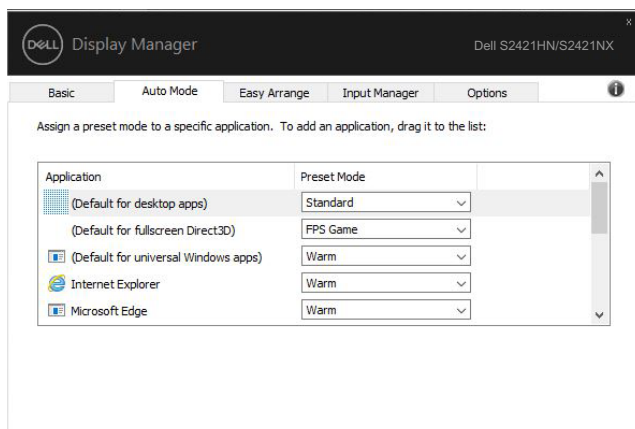 DELL Display Manager Dell S2421HN/S2421NX x
Basic Auto Mode Easy Arrange Input Manager Options i
Assign a preset mode to a specific application. To add an application, drag it to the list:
Application Preset Mode
(Default for desktop apps) Standard
(Default for fullscreen Direct3D) FPS Game
(Default for universal Windows apps) Warm
Internet Explorer Warm
Microsoft Edge Warm